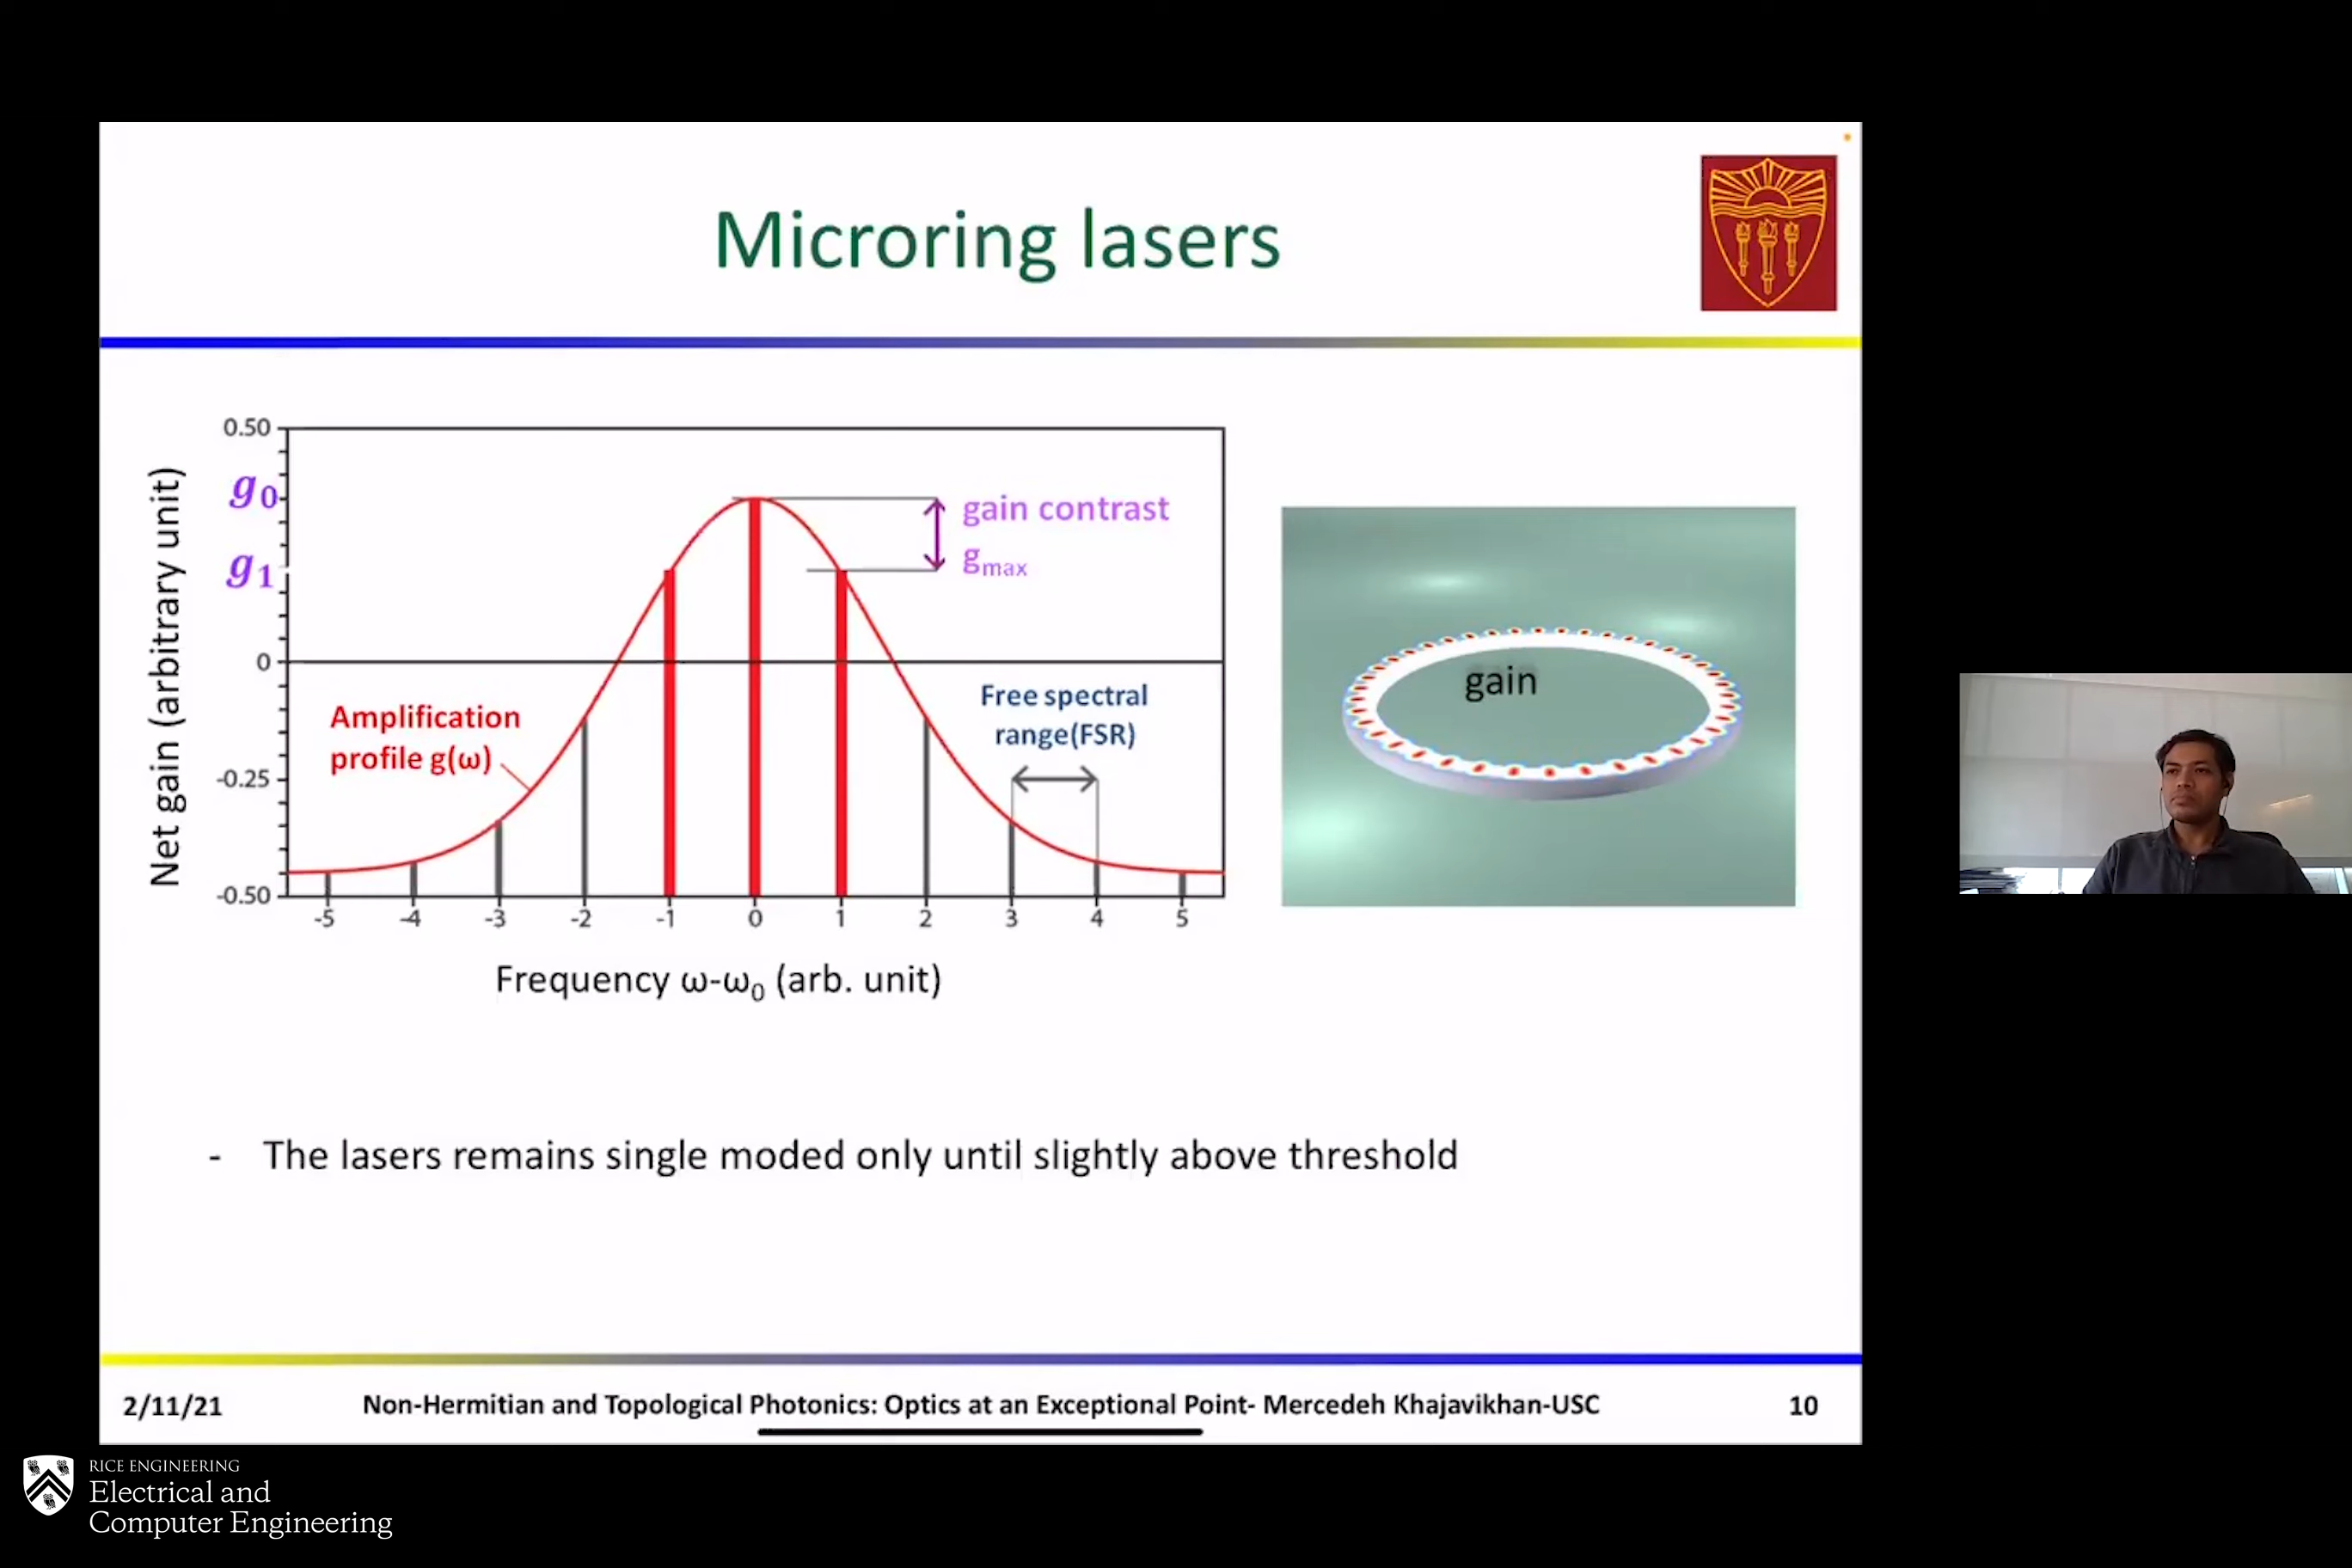 Microring lasers
0.50
g0
g1
0
-0.25
-0.50
Net gain (arbitrary unit)
gain contrast
gmax
Amplification
profile g(ω)
Free spectral
range(FSR)
-5 -4 -3 -2 -1 0 1 2 3 4 5
Frequency ω-ω0 (arb. unit)
gain
- The lasers remains single moded only until slightly above threshold
2/11/21 Non-Hermitian and Topological Photonics: Optics at an Exceptional Point- Mercedeh Khajavikhan-USC 10
RICE ENGINEERING
Electrical and
Computer Engineering